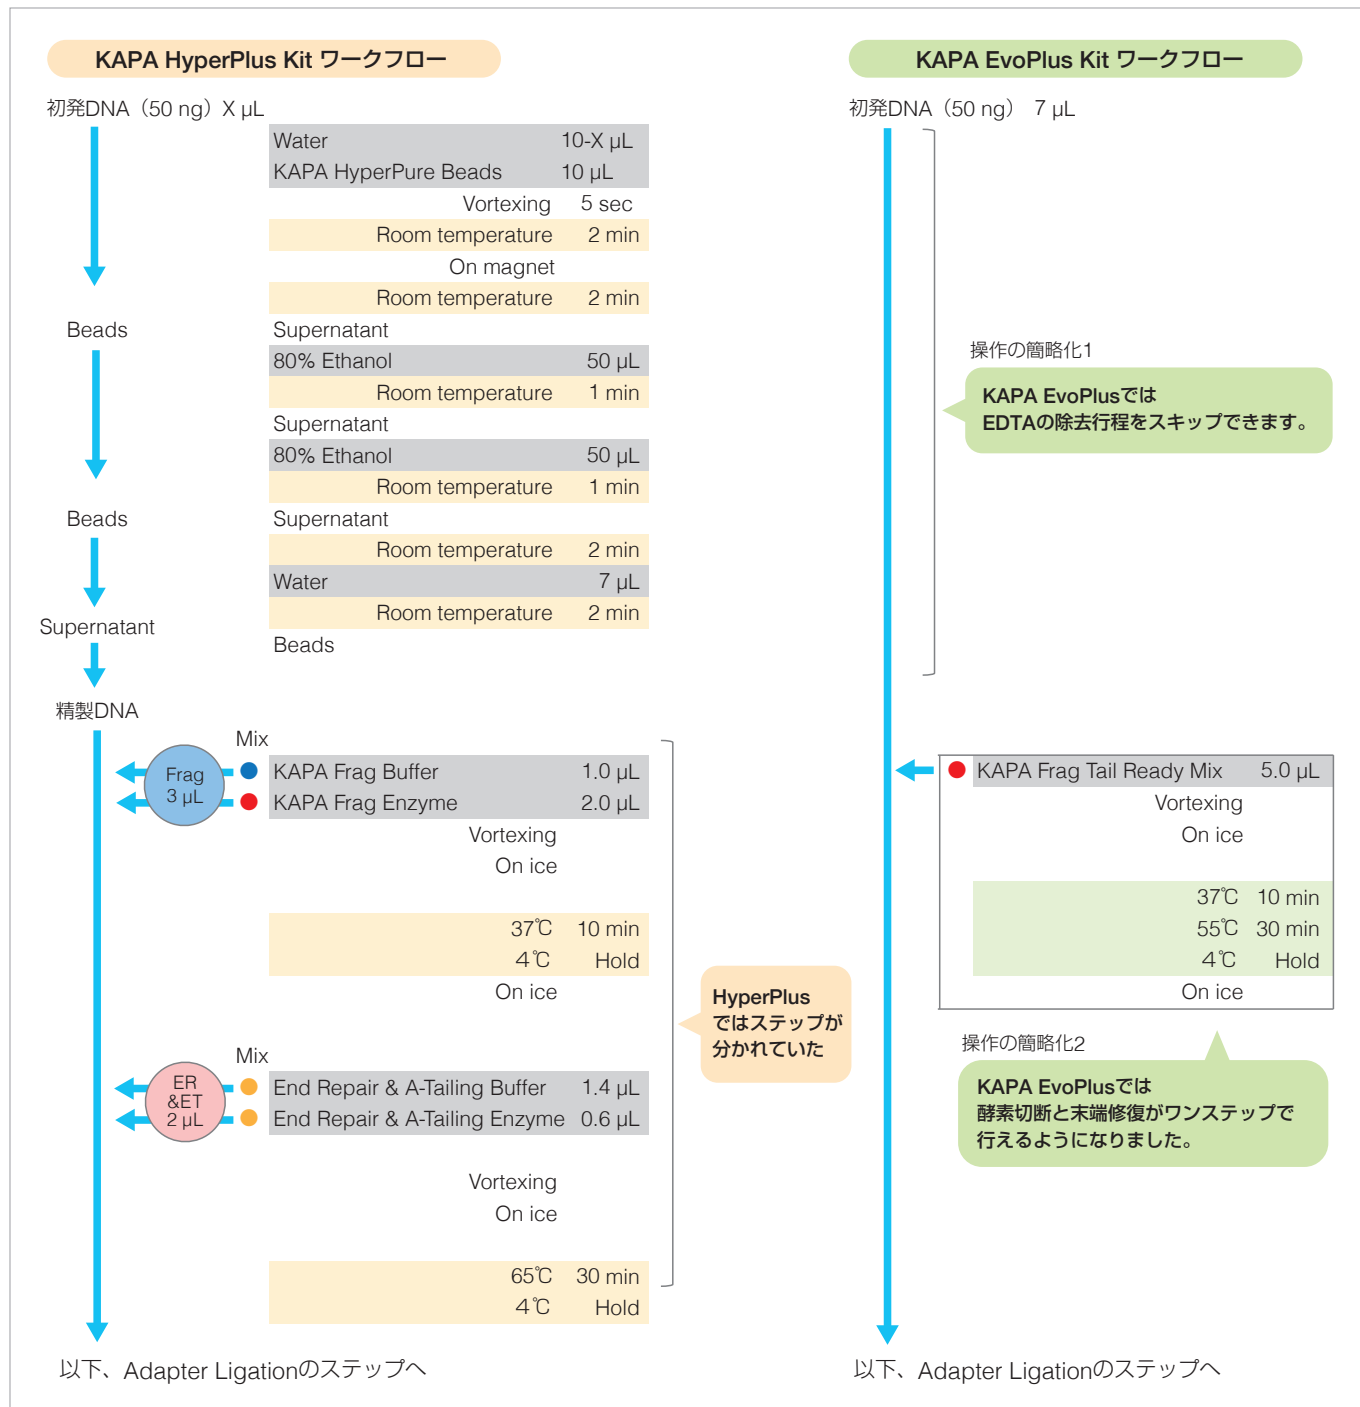 KAPA HyperPlus Kit ワークフロー
初発DNA（50 ng）X µL
Water 10-X µL
KAPA HyperPure Beads 10 µL
Vortexing 5 sec
Room temperature 2 min
On magnet
Room temperature 2 min
Beads Supernatant
80% Ethanol 50 µL
Room temperature 1 min
Supernatant
80% Ethanol 50 µL
Room temperature 1 min
Beads Supernatant
Room temperature 2 min
Water 7 µL
Room temperature 2 min
Supernatant
Beads
精製DNA
Mix
Frag
3 µL
KAPA Frag Buffer 1.0 µL
KAPA Frag Enzyme 2.0 µL
Vortexing
On ice
37℃ 10 min
4℃ Hold
On ice
HyperPlus
ではステップが
分かれていた
Mix
ER
&ET
2 µL
End Repair & A-Tailing Buffer 1.4 µL
End Repair & A-Tailing Enzyme 0.6 µL
Vortexing
On ice
65℃ 30 min
4℃ Hold
以下、Adapter Ligationのステップへ
KAPA EvoPlus Kit ワークフロー
初発DNA（50 ng） 7 µL
操作の簡略化1
KAPA EvoPlusでは
EDTAの除去行程をスキップできます。
KAPA Frag Tail Ready Mix 5.0 µL
Vortexing
On ice
37℃ 10 min
55℃ 30 min
4℃ Hold
On ice
操作の簡略化2
KAPA EvoPlusでは
酵素切断と末端修復がワンステップで
行えるようになりました。
以下、Adapter Ligationのステップへ